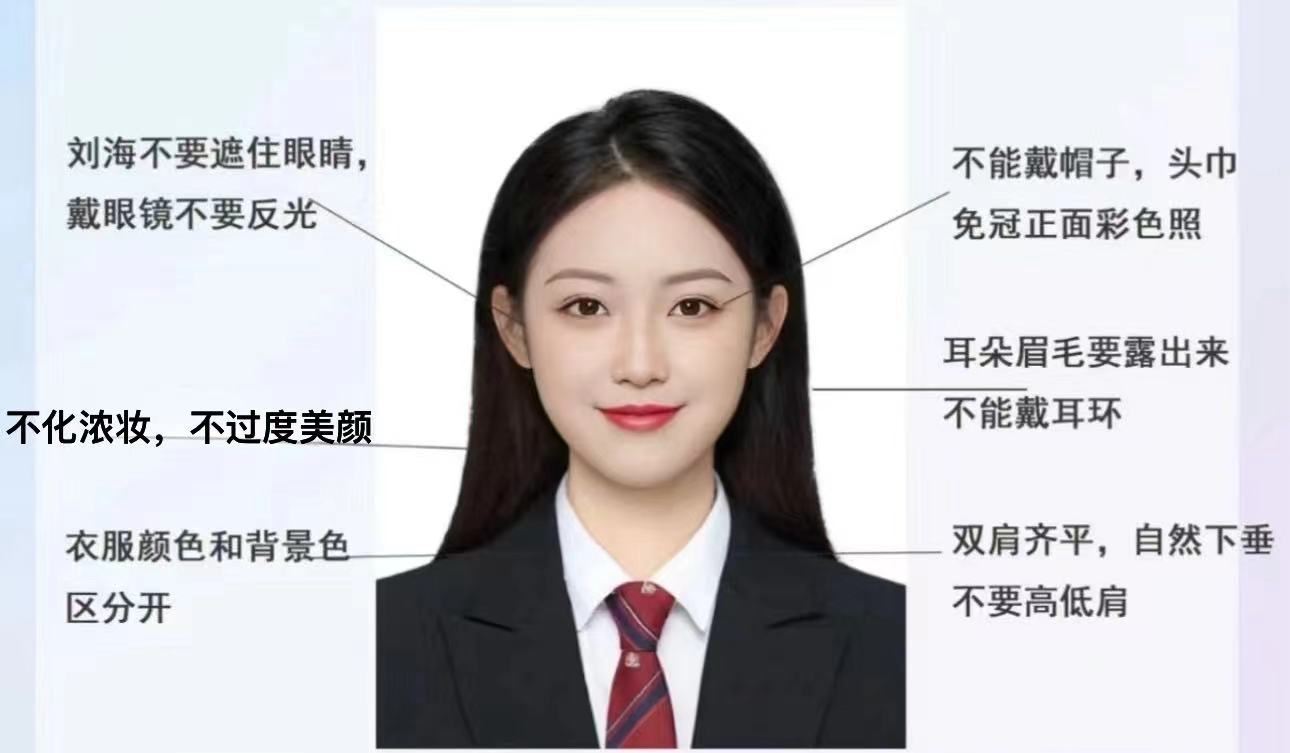 刘海不要遮住眼睛，
戴眼镜不要反光
不化浓妆，不过度美颜
衣服颜色和背景色
区分开
不能戴帽子，头巾
免冠正面彩色照
耳朵眉毛要露出来
不能戴耳环
双肩齐平，自然下垂
不要高低肩